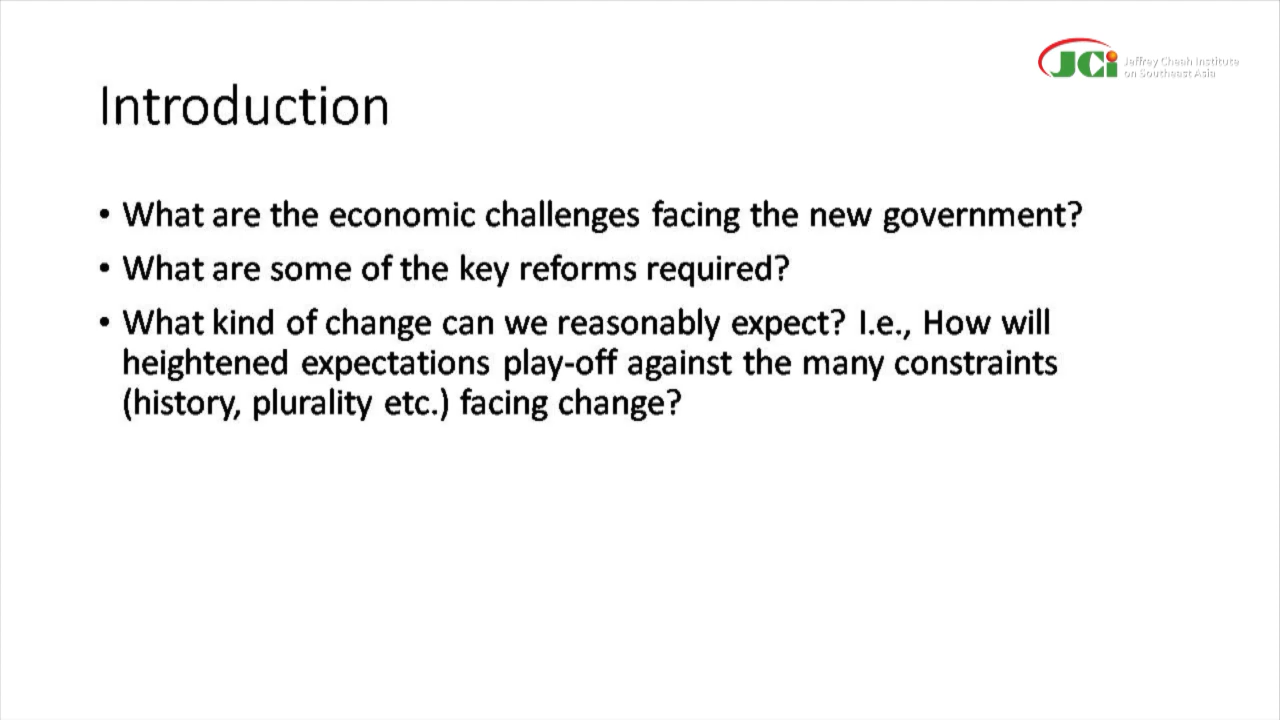 JCi Jeffrey Cheah Institute
on Southeast Asia
Introduction
• What are the economic challenges facing the new government?
• What are some of the key reforms required?
• What kind of change can we reasonably expect? I.e., How will
heightened expectations play-off against the many constraints
(history, plurality etc.) facing change?